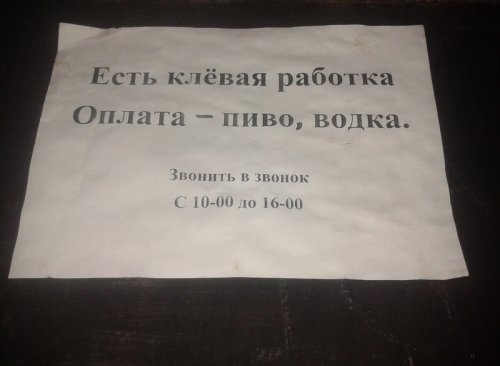 Есть клёвая работка
Оплата – пиво, водка.
Звонить в звонок
С 10-00 до 16-00